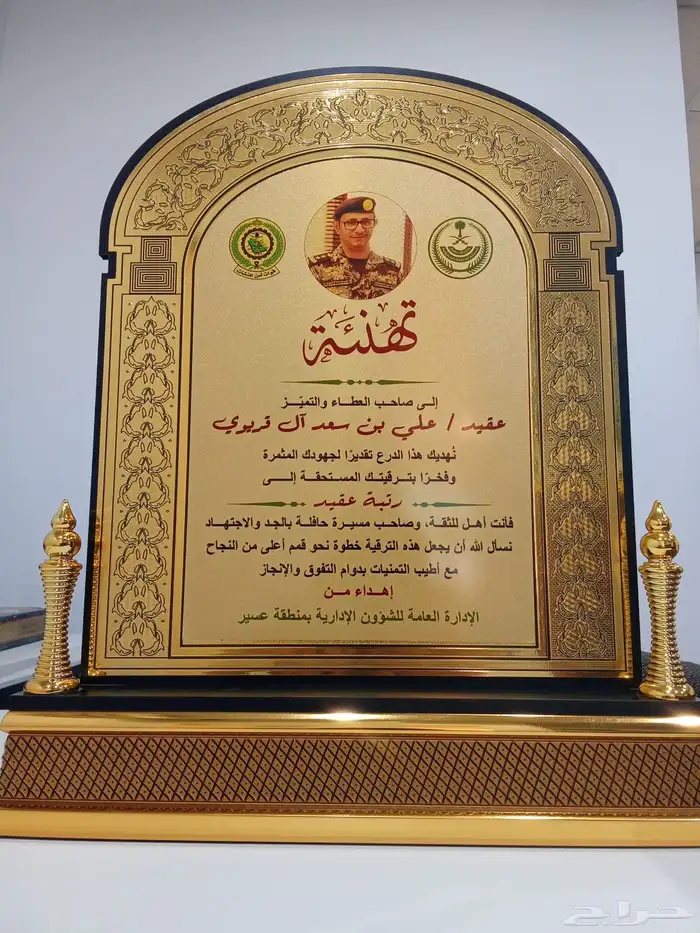 قوات أمن المنشآت
تهنئة
إلى صاحب العطاء والتميّز
عقيد / علي بن سعد آل قريوي
نُهديك هذا الدرع تقديرًا لجهودك المثمرة
وفخرًا بترقيتك المستحقة إلى
رتبة عقيد
فأنت أهل للثقة، وصاحب مسيرة حافلة بالجد والاجتهاد
نسأل الله أن يجعل هذه الترقية خطوة نحو قمم أعلى من النجاح
مع أطيب التمنيات بدوام التفوق والإنجاز
إهداء من
الإدارة العامة للشؤون الإدارية بمنطقة عسير
حراج